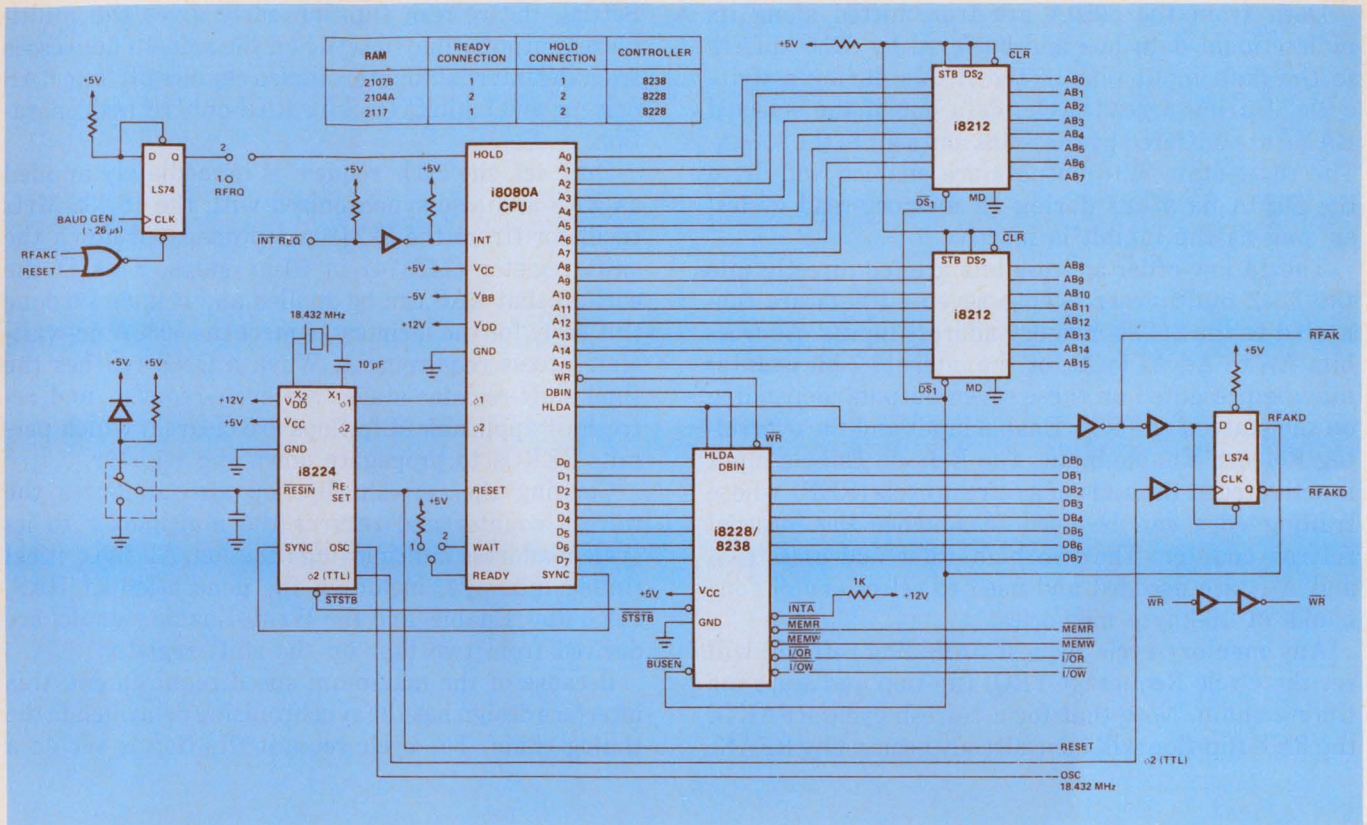 RAM READY CONNECTION HOLD CONNECTION CONTROLLER
2107B 1 1 8238
2104A 2 2 8228
2117 1 2 8228
+5V
D Q
LS74
CLK
BAUD GEN
(~26 µs)
RFAKD
RESET
2
1
RFRQ
+5V +5V
INT REQ
HOLD
i8080A
CPU
INT
+5V VCC
-5V VBB
+12V VDD
GND
ϕ1
ϕ2
RESET
WAIT
READY
A0
A1
A2
A3
A4
A5
A6
A7
A8
A9
A10
A11
A12
A13
A14
A15
WR
DBIN
HLDA
D0
D1
D2
D3
D4
D5
D6
D7
SYNC
18.432 MHz
10 pF
+5V +5V
X2 X1
+12V VDD ϕ1
+5V VCC ϕ2
GND
i8224
RESIN RE-SET
SYNC OSC
ϕ2 (TTL)
STSTB
+5V
1 2
+5V
STB DS2 CLR
i8212
DS1 MD
AB0
AB1
AB2
AB3
AB4
AB5
AB6
AB7
STB DS2 CLR
i8212
DS1 MD
AB8
AB9
AB10
AB11
AB12
AB13
AB14
AB15
WR
HLDA
DBIN
i8228/
8238
+5V VCC
GND
STSTB
BUSEN
INTA
MEMR
MEMW
I/OR
I/OW
1K
+12V
DB0
DB1
DB2
DB3
DB4
DB5
DB6
DB7
MEMR
MEMW
I/OR
I/OW
RFAK
+5V
D Q
LS74
CLK Q
RFAKD
RFAKD
WR WR
RESET
ϕ2 (TTL)
OSC
18.432 MHz